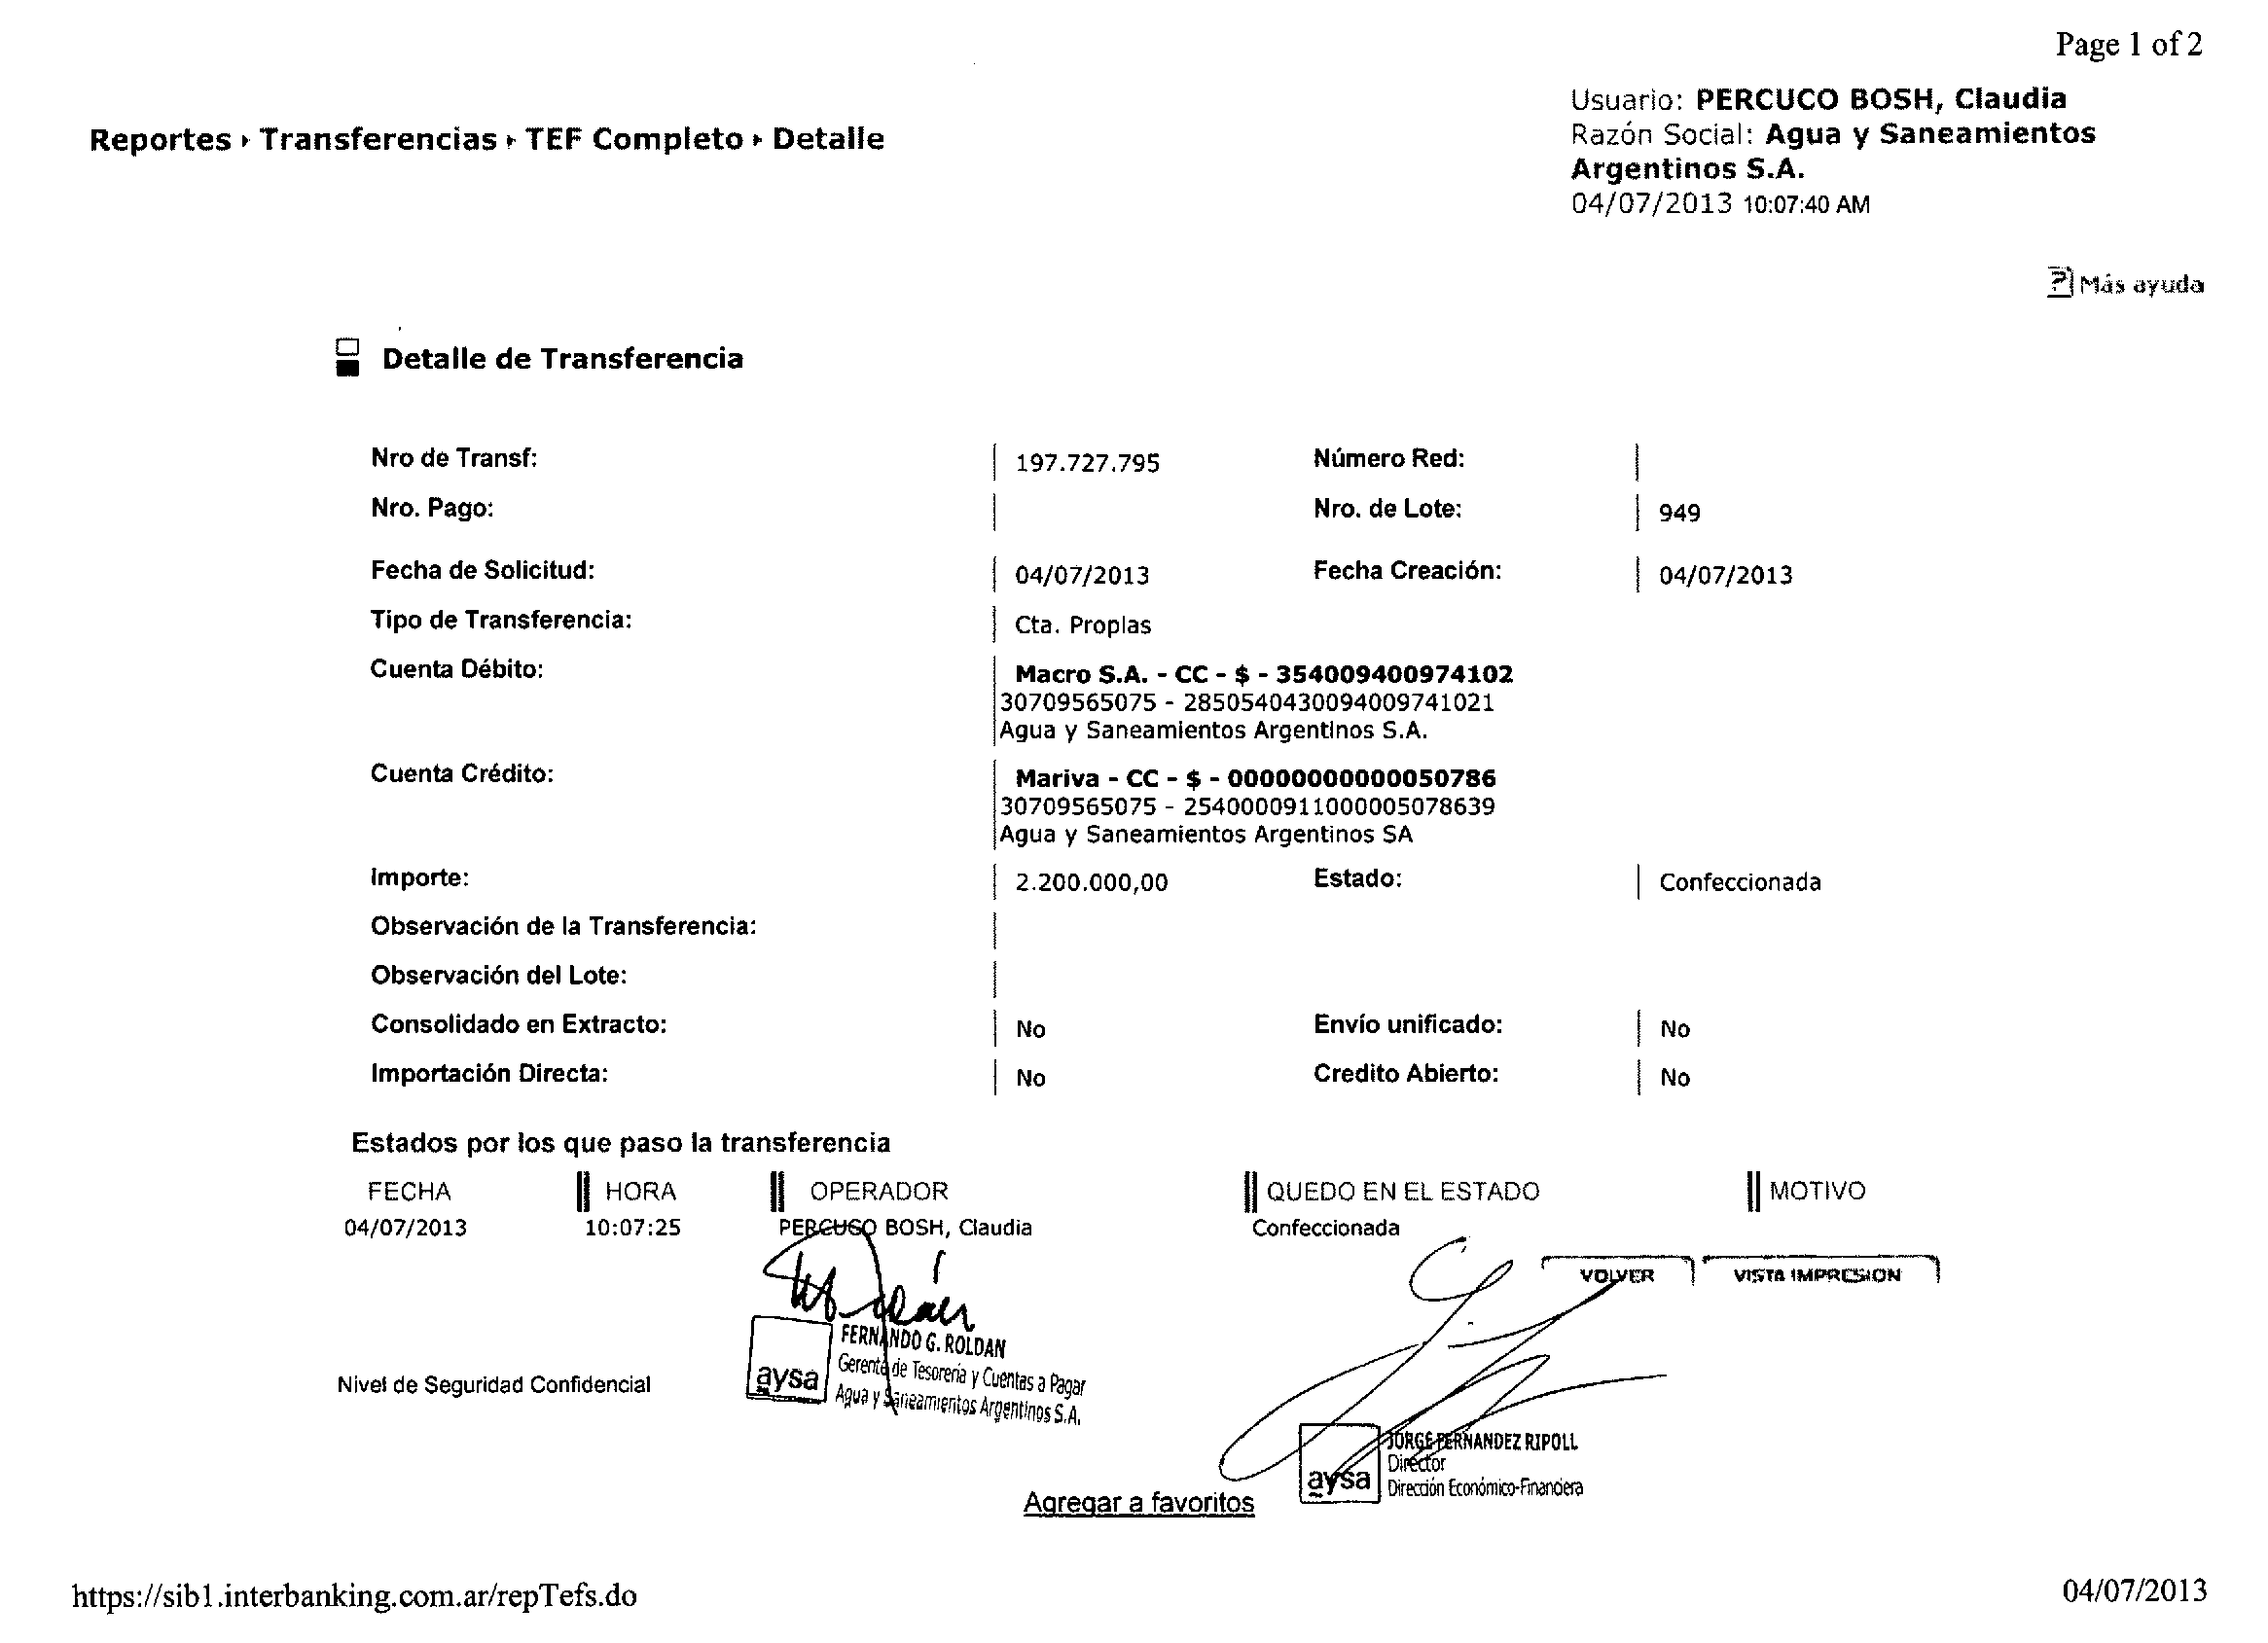 Page 1 of 2
Usuario: PERCUCO BOSH, Claudia
Razón Social: Agua y Saneamientos
Argentinos S.A.
04/07/2013 10:07:40 AM
Reportes ▸ Transferencias ▸ TEF Completo ▸ Detalle
? Más ayuda
Detalle de Transferencia
Nro de Transf: 197.727.795 Número Red:
Nro. Pago: Nro. de Lote: 949
Fecha de Solicitud: 04/07/2013 Fecha Creación: 04/07/2013
Tipo de Transferencia: Cta. Propias
Cuenta Débito: Macro S.A. - CC - $ - 354009400974102
30709565075 - 2850540430094009741021
Agua y Saneamientos Argentinos S.A.
Cuenta Crédito: Mariva - CC - $ - 00000000000050786
30709565075 - 2540000911000005078639
Agua y Saneamientos Argentinos SA
Importe: 2.200.000,00 Estado: Confeccionada
Observación de la Transferencia:
Observación del Lote:
Consolidado en Extracto: No Envío unificado: No
Importación Directa: No Credito Abierto: No
Estados por los que paso la transferencia
FECHA HORA OPERADOR QUEDO EN EL ESTADO MOTIVO
04/07/2013 10:07:25 PERCUCO BOSH, Claudia Confeccionada
VOLVER VISTA IMPRESION
FERNANDO G. ROLDAN
Gerente de Tesorería y Cuentas a Pagar
Agua y Saneamientos Argentinos S.A.
aysa
Nivel de Seguridad Confidencial
JORGE FERNANDEZ RIPOLL
Director
Dirección Económico-Financiera
aysa
Agregar a favoritos
https://sib1.interbanking.com.ar/repTefs.do 04/07/2013